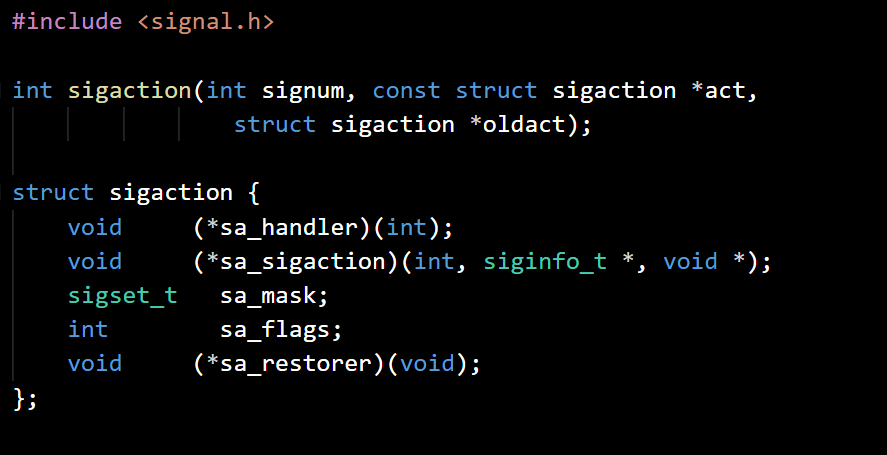 #include <signal.h>
int sigaction(int signum, const struct sigaction *act,
struct sigaction *oldact);
struct sigaction {
void     (*sa_handler)(int);
void     (*sa_sigaction)(int, siginfo_t *, void *);
sigset_t   sa_mask;
int        sa_flags;
void     (*sa_restorer)(void);
};